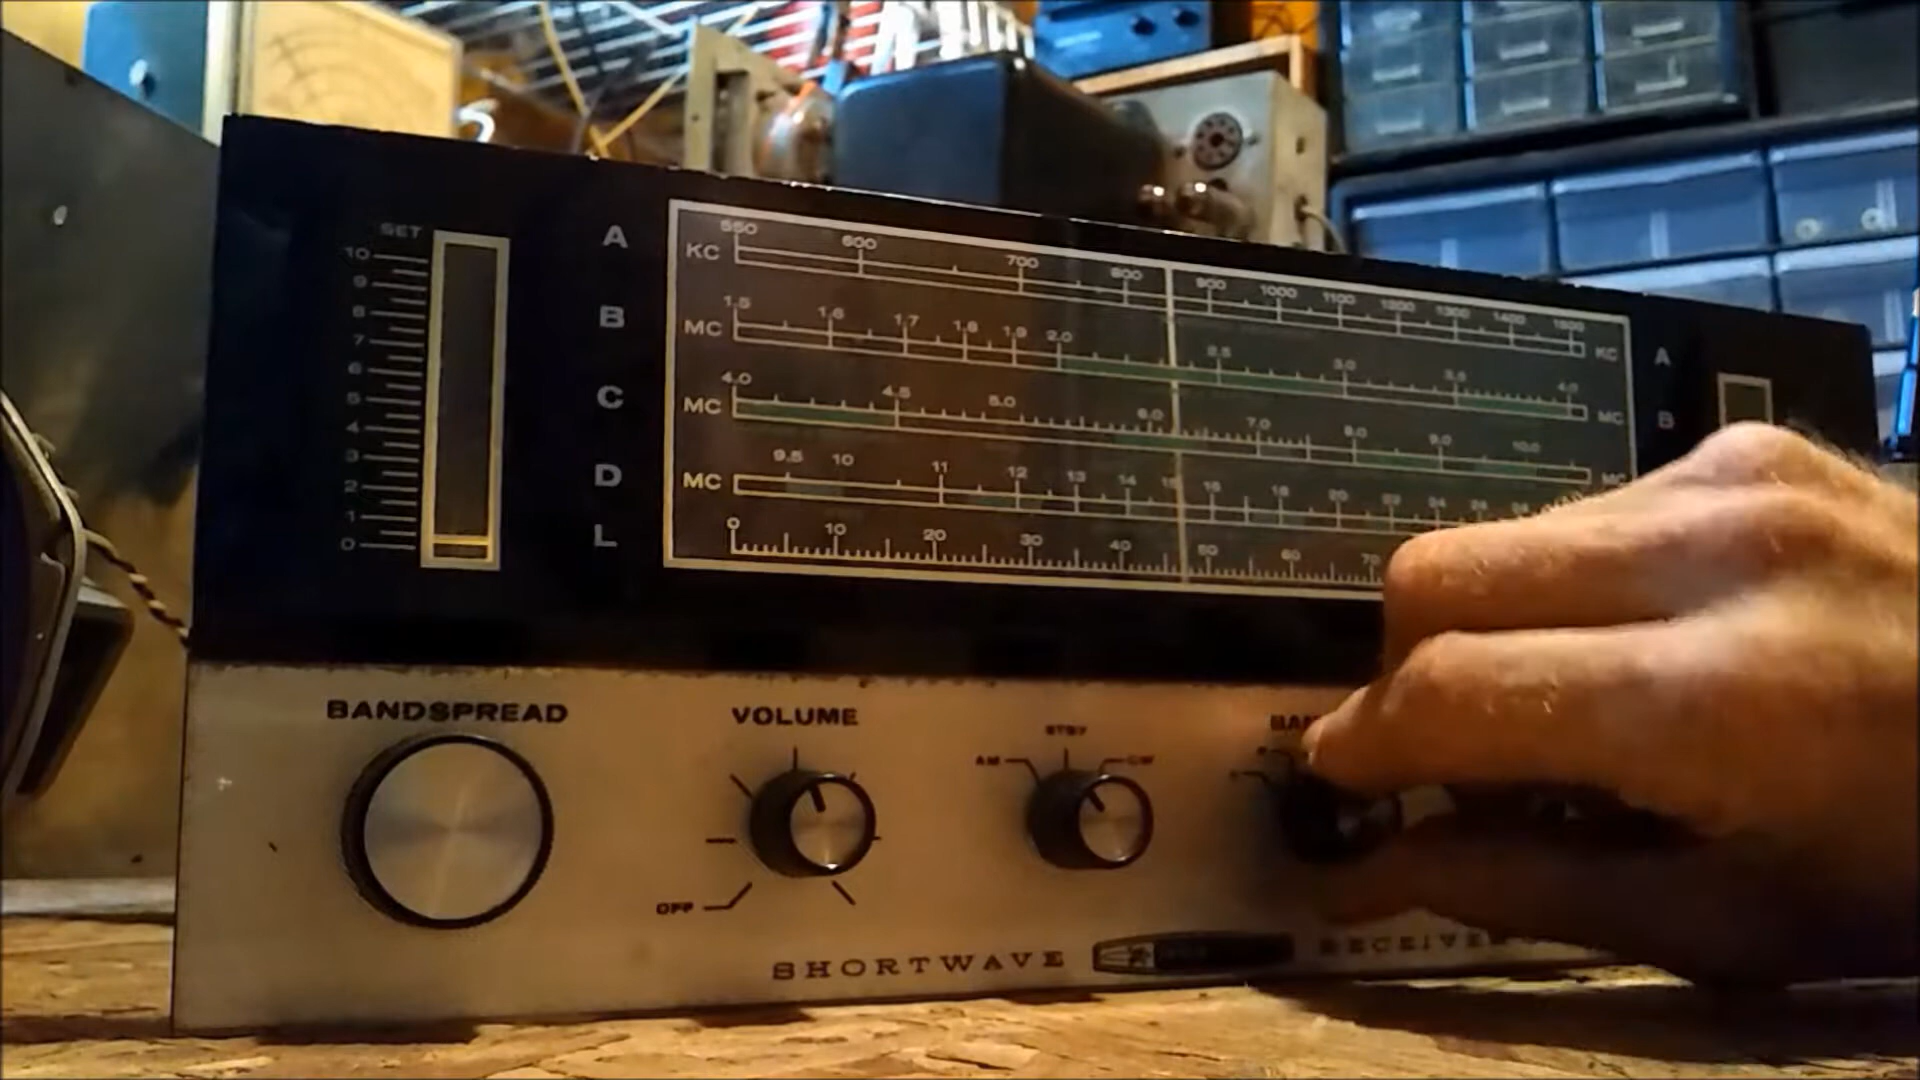 SET
10
9
8
7
6
5
4
3
2
1
0
A
KC 550 600 700 800 900 1000 1100 1200 1300 1400 1500 KC A
B
MC 1.5 1.6 1.7 1.8 1.9 2.0 2.5 3.0 3.5 4.0 MC B
C
MC 4.0 4.5 5.0 6.0 7.0 8.0 9.0 10.0 MC
D
MC 9.5 10 11 12 13 14 15 16 18 20 22 24 26
L
0 10 20 30 40 50 60 70
BANDSPREAD
VOLUME
OFF
AM STBY CW
SHORTWAVE RECEIVER